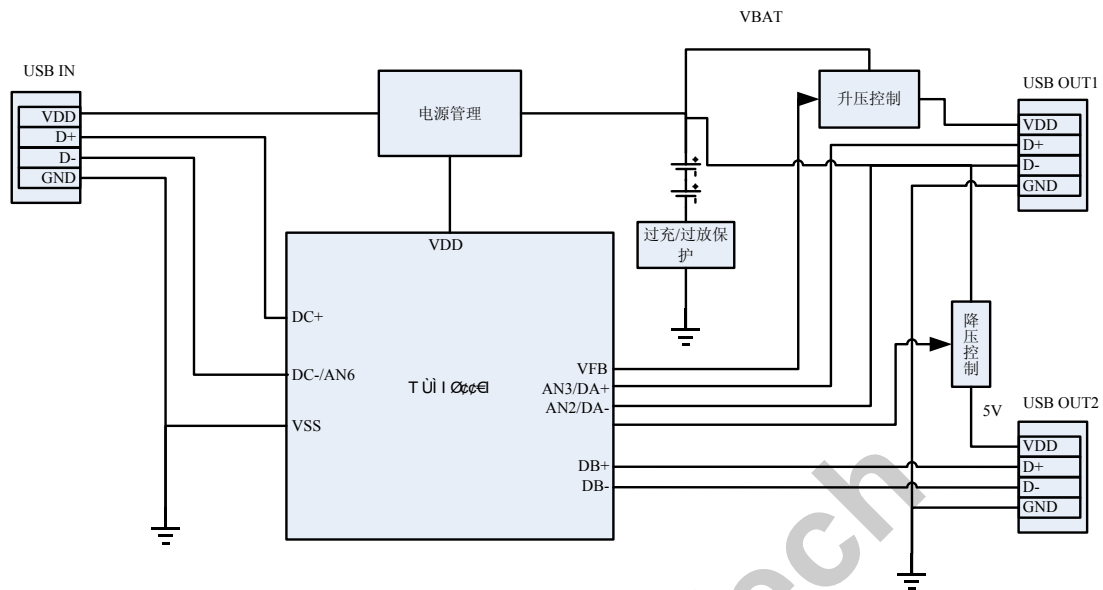 VBAT
USB IN
VDD
D+
D-
GND
电源管理
升压控制
USB OUT1
VDD
D+
D-
GND
过充/过放保
护
VDD
DC+
DC-/AN6
VSS
VFB
AN3/DA+
AN2/DA-
DB+
DB-
降
压
控
制
5V
USB OUT2
VDD
D+
D-
GND